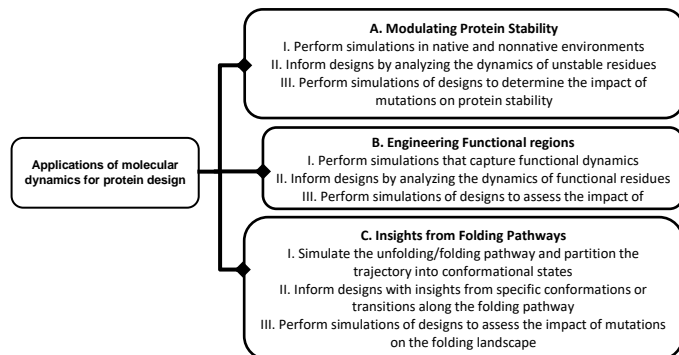 Applications of molecular
dynamics for protein design
A. Modulating Protein Stability
I. Perform simulations in native and nonnative environments
II. Inform designs by analyzing the dynamics of unstable residues
III. Perform simulations of designs to determine the impact of
mutations on protein stability
B. Engineering Functional regions
I. Perform simulations that capture functional dynamics
II. Inform designs by analyzing the dynamics of functional residues
III. Perform simulations of designs to assess the impact of
C. Insights from Folding Pathways
I. Simulate the unfolding/folding pathway and partition the
trajectory into conformational states
II. Inform designs with insights from specific conformations or
transitions along the folding pathway
III. Perform simulations of designs to assess the impact of mutations
on the folding landscape